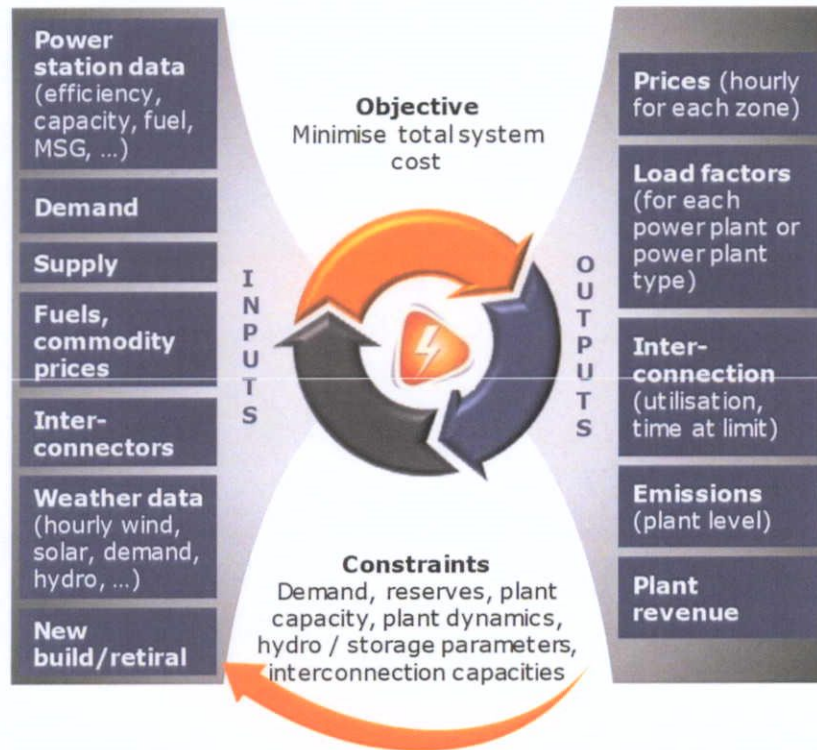 Power
station data
(efficiency,
capacity, fuel,
MSG, ...)
Demand
Supply
Fuels,
commodity
prices
Inter-
connectors
Weather data
(hourly wind,
solar, demand,
hydro, ...)
New
build/retiral
INPUTS
Objective
Minimise total system
cost
Constraints
Demand, reserves, plant
capacity, plant dynamics,
hydro / storage parameters,
interconnection capacities
OUTPUTS
Prices (hourly
for each zone)
Load factors
(for each
power plant or
power plant
type)
Inter-
connection
(utilisation,
time at limit)
Emissions
(plant level)
Plant
revenue